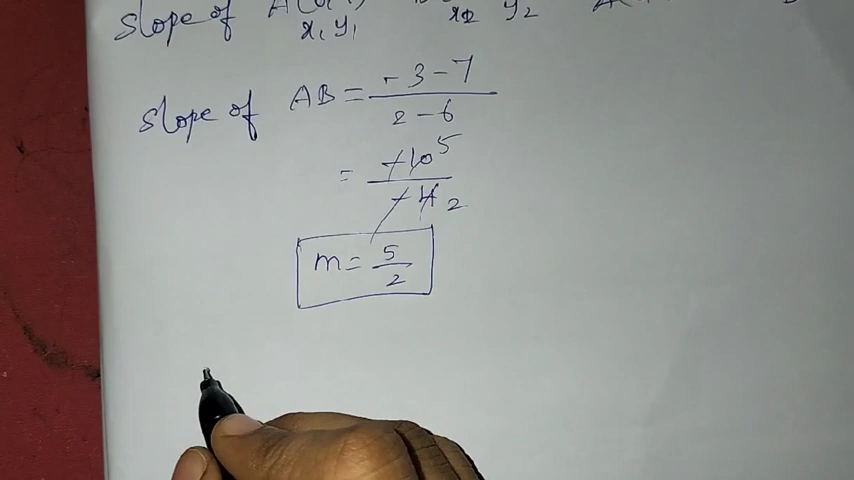 slope of A
x₁ y₁ x2 y₂
slope of AB = -3-7 / 2-6
= -10 5 / -4 2
m = 5/2